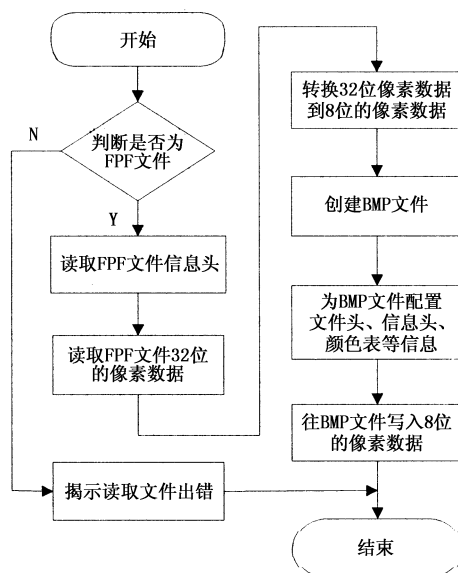 开始
N
判断是否为
FPF文件
Y
读取FPF文件信息头
读取FPF文件32位
的像素数据
揭示读取文件出错
转换32位像素数据
到8位的像素数据
创建BMP文件
为BMP文件配置
文件头、信息头、
颜色表等信息
往BMP文件写入8位
的像素数据
结束